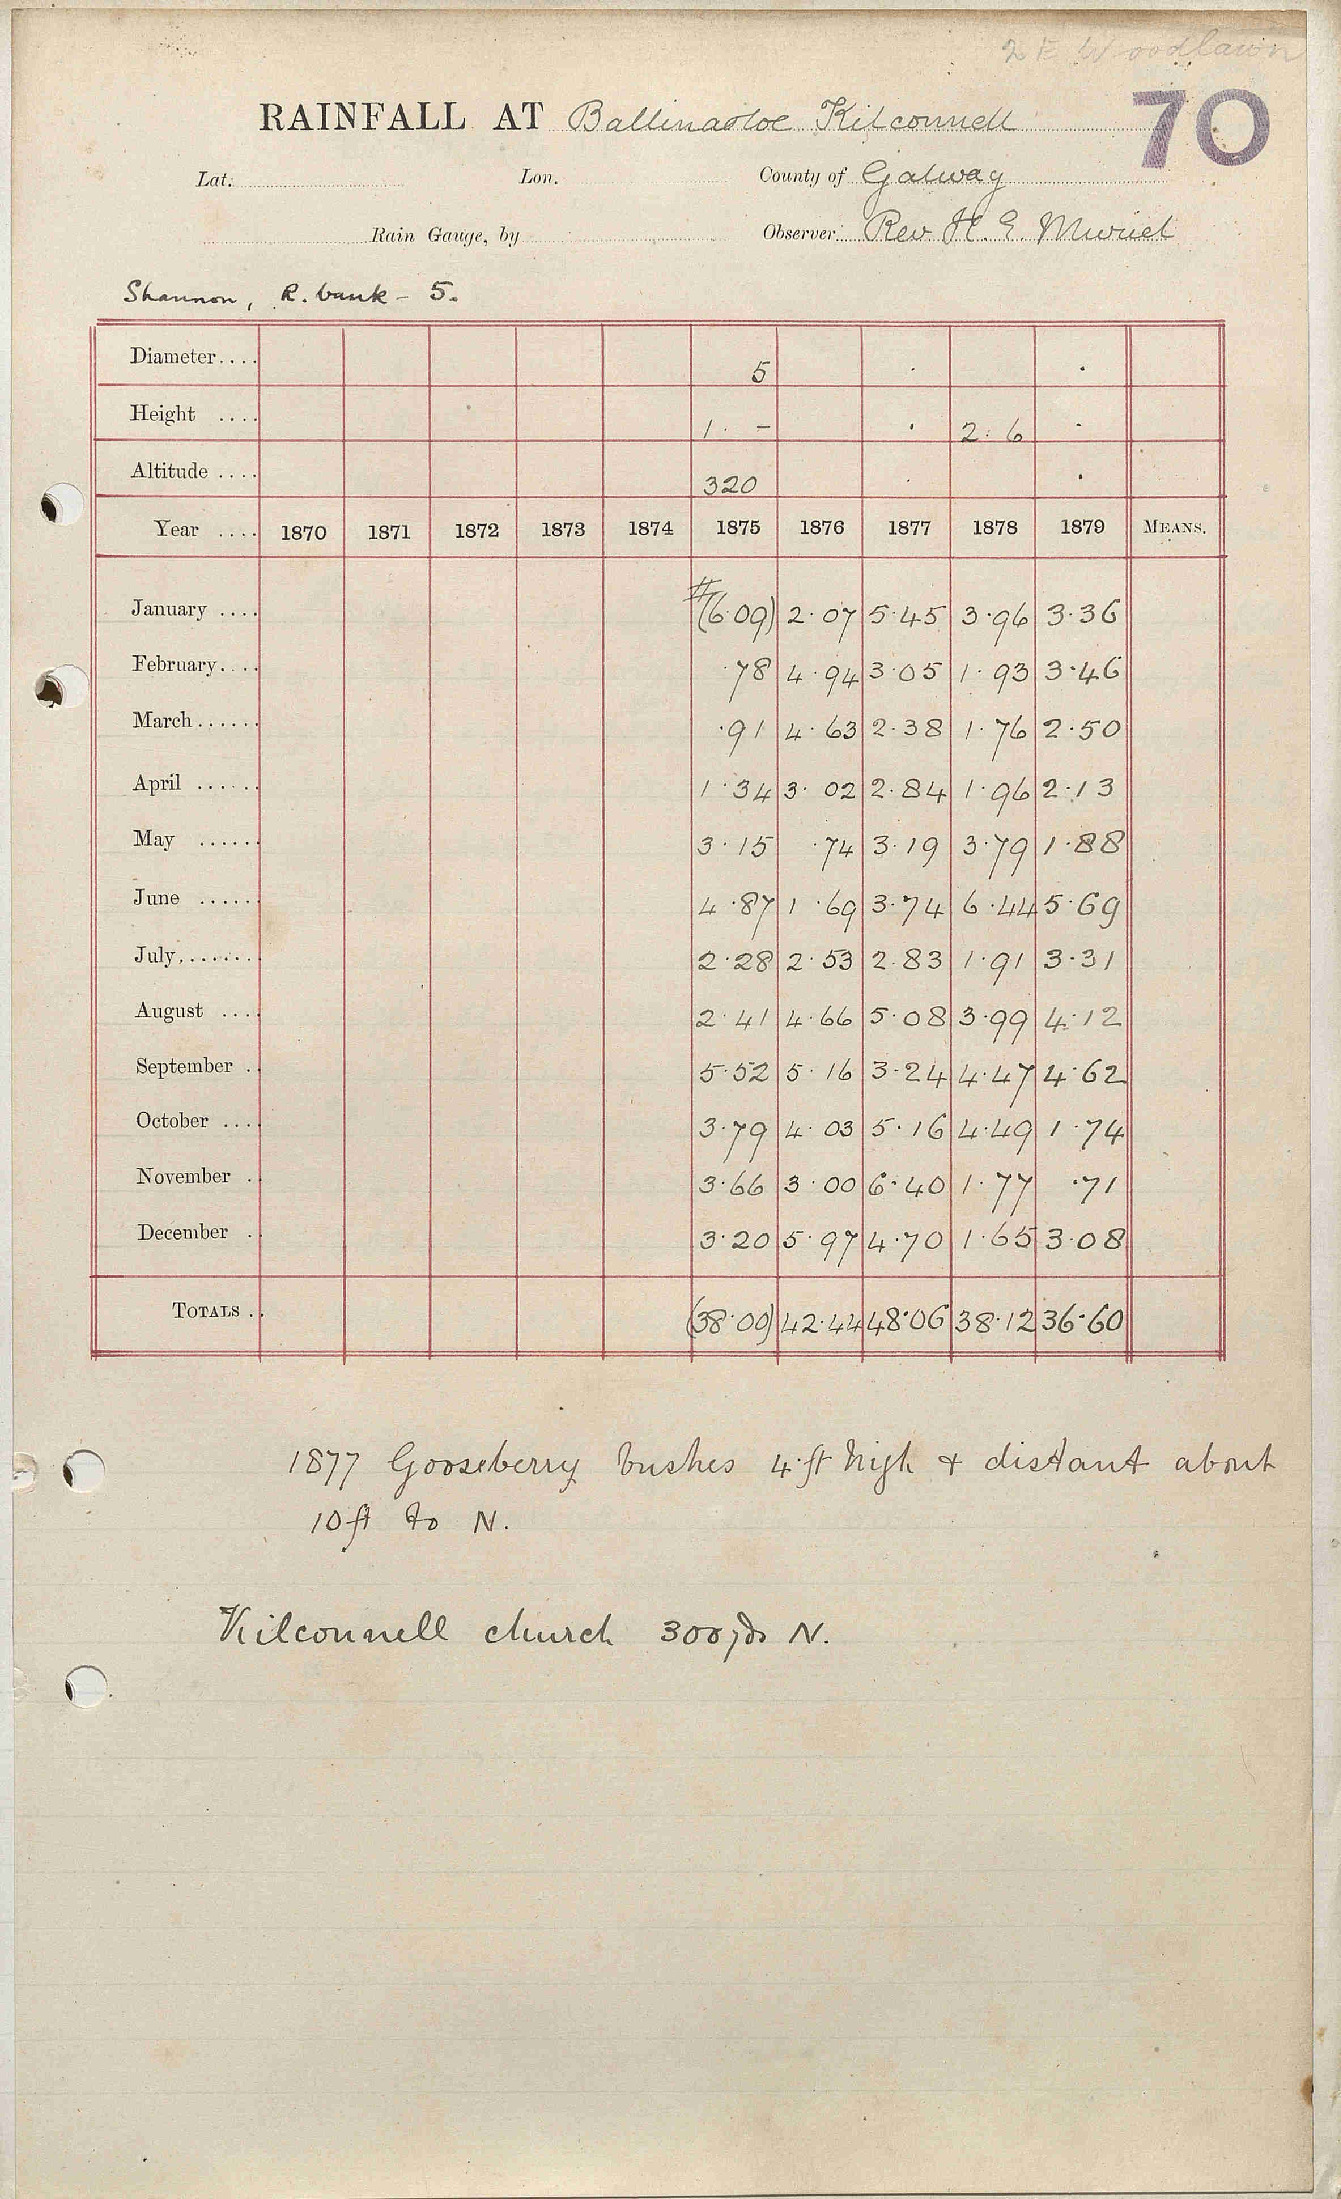 2 E Woodlawn
70
RAINFALL AT Ballinasloe Kilconnell
Lat. Lon. County of Galway
Rain Gauge, by Observer Rev H. G. Muriel
Shannon, R. bank - 5.
Diameter.... 5
Height .... 1. - 2. 6
Altitude .... 320
Year .... 1870 1871 1872 1873 1874 1875 1876 1877 1878 1879 MEANS.
January .... #(6.09) 2.07 5.45 3.96 3.36
February.... .78 4.94 3.05 1.93 3.46
March...... .91 4.63 2.38 1.76 2.50
April ...... 1.34 3.02 2.84 1.96 2.13
May ...... 3.15 .74 3.19 3.79 1.88
June ...... 4.87 1.69 3.74 6.44 5.69
July....... 2.28 2.53 2.83 1.91 3.31
August .... 2.41 4.66 5.08 3.99 4.12
September . 5.52 5.16 3.24 4.47 4.62
October .... 3.79 4.03 5.16 4.49 1.74
November . 3.66 3.00 6.40 1.77 .71
December . 3.20 5.97 4.70 1.65 3.08
TOTALS .. (38.00) 42.44 48.06 38.12 36.60
1877 Gooseberry bushes 4 ft high & distant about
10 ft to N.
Kilconnell church 300 yds N.